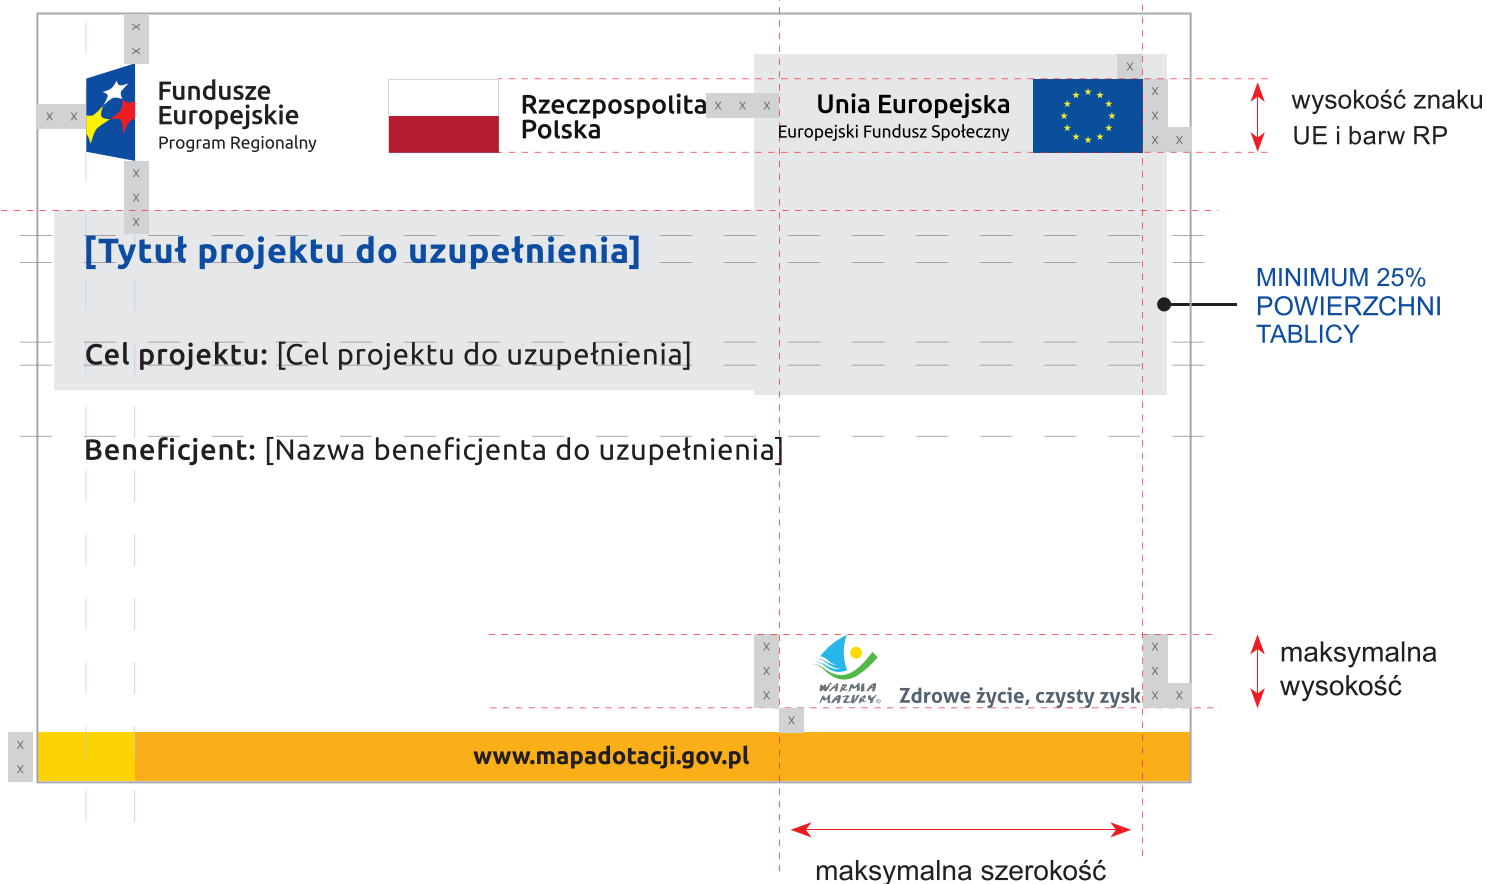 x
x
Fundusze
Europejskie
Program Regionalny
x x
x
x
x
Rzeczpospolita
Polska
x x x
Unia Europejska
Europejski Fundusz Społeczny
x
x
x
x x
wysokość znaku
UE i barw RP
[Tytuł projektu do uzupełnienia]
MINIMUM 25%
POWIERZCHNI
TABLICY
Cel projektu: [Cel projektu do uzupełnienia]
Beneficjent: [Nazwa beneficjenta do uzupełnienia]
x
x
x
WARMIA
MAZURY®
Zdrowe życie, czysty zysk
x
x
x x
x
maksymalna
wysokość
x
x
www.mapadotacji.gov.pl
maksymalna szerokość